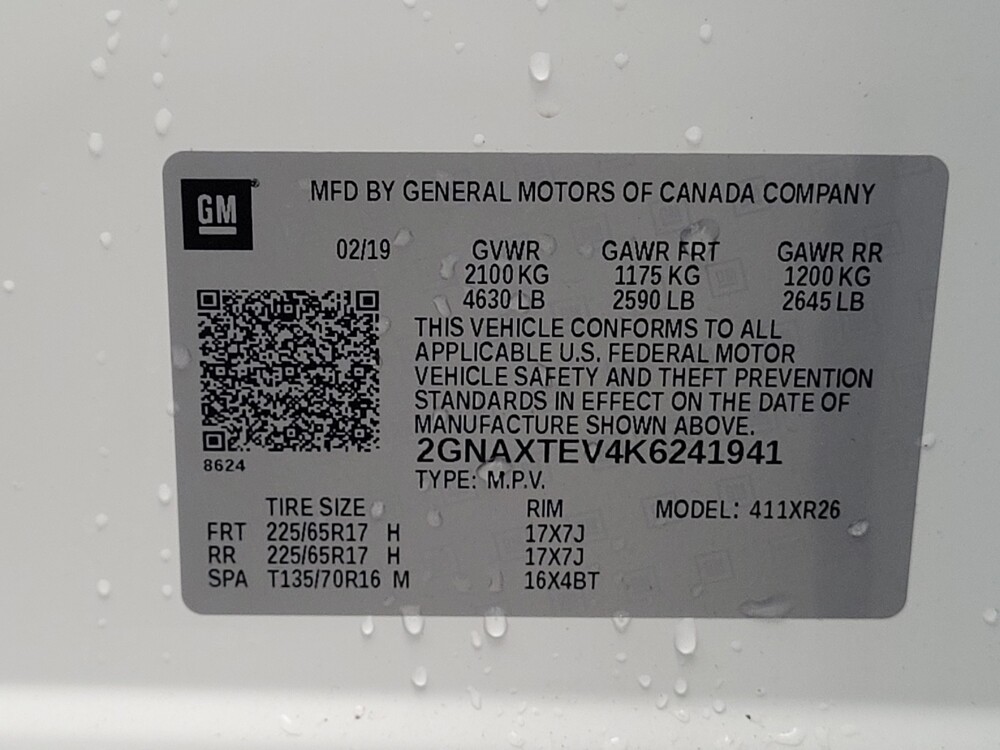 GM
MFD BY GENERAL MOTORS OF CANADA COMPANY
02/19 GVWR GAWR FRT GAWR RR
2100 KG 1175 KG 1200 KG
4630 LB 2590 LB 2645 LB
THIS VEHICLE CONFORMS TO ALL
APPLICABLE U.S. FEDERAL MOTOR
VEHICLE SAFETY AND THEFT PREVENTION
STANDARDS IN EFFECT ON THE DATE OF
MANUFACTURE SHOWN ABOVE.
2GNAXTEV4K6241941
8624
TYPE: M.P.V.
TIRE SIZE RIM MODEL: 411XR26
FRT 225/65R17 H 17X7J
RR 225/65R17 H 17X7J
SPA T135/70R16 M 16X4BT